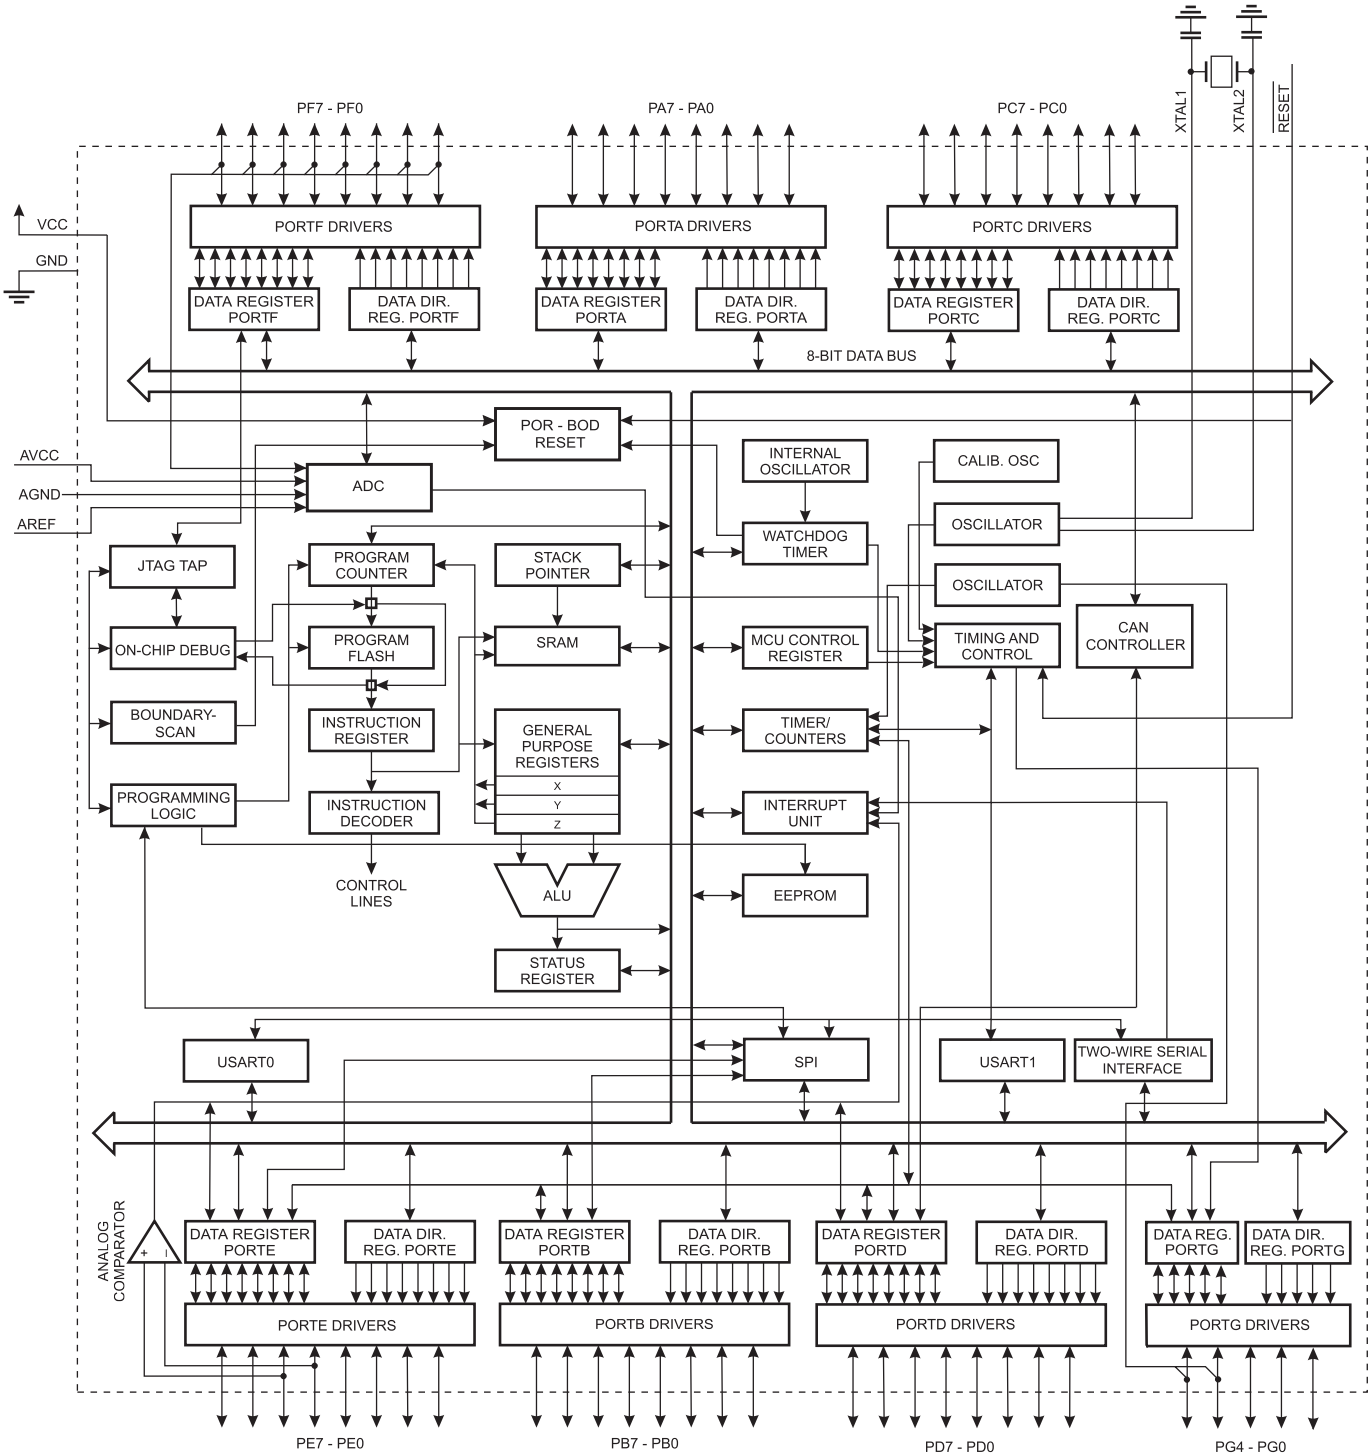 XTAL1
XTAL2
RESET
PF7 - PF0
PA7 - PA0
PC7 - PC0
VCC
GND
PORTF DRIVERS
PORTA DRIVERS
PORTC DRIVERS
DATA REGISTER
PORTF
DATA DIR.
REG. PORTF
DATA REGISTER
PORTA
DATA DIR.
REG. PORTA
DATA REGISTER
PORTC
DATA DIR.
REG. PORTC
8-BIT DATA BUS
POR - BOD
RESET
INTERNAL
OSCILLATOR
CALIB. OSC
AVCC
AGND
AREF
ADC
OSCILLATOR
WATCHDOG
TIMER
JTAG TAP
PROGRAM
COUNTER
STACK
POINTER
OSCILLATOR
ON-CHIP DEBUG
PROGRAM
FLASH
SRAM
MCU CONTROL
REGISTER
TIMING AND
CONTROL
CAN
CONTROLLER
BOUNDARY-
SCAN
INSTRUCTION
REGISTER
GENERAL
PURPOSE
REGISTERS
X
Y
Z
TIMER/
COUNTERS
PROGRAMMING
LOGIC
INSTRUCTION
DECODER
INTERRUPT
UNIT
CONTROL
LINES
ALU
EEPROM
STATUS
REGISTER
USART0
SPI
USART1
TWO-WIRE SERIAL
INTERFACE
ANALOG
COMPARATOR
+
−
DATA REGISTER
PORTE
DATA DIR.
REG. PORTE
DATA REGISTER
PORTB
DATA DIR.
REG. PORTB
DATA REGISTER
PORTD
DATA DIR.
REG. PORTD
DATA REG.
PORTG
DATA DIR.
REG. PORTG
PORTE DRIVERS
PORTB DRIVERS
PORTD DRIVERS
PORTG DRIVERS
PE7 - PE0
PB7 - PB0
PD7 - PD0
PG4 - PG0